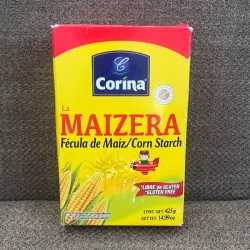 C
Corina
La
MAIZERA
Fécula de Maíz/Corn Starch
*LIBRE de GLUTEN
*GLUTEN FREE
CONT. NET 425g
NET WT 14.99oz